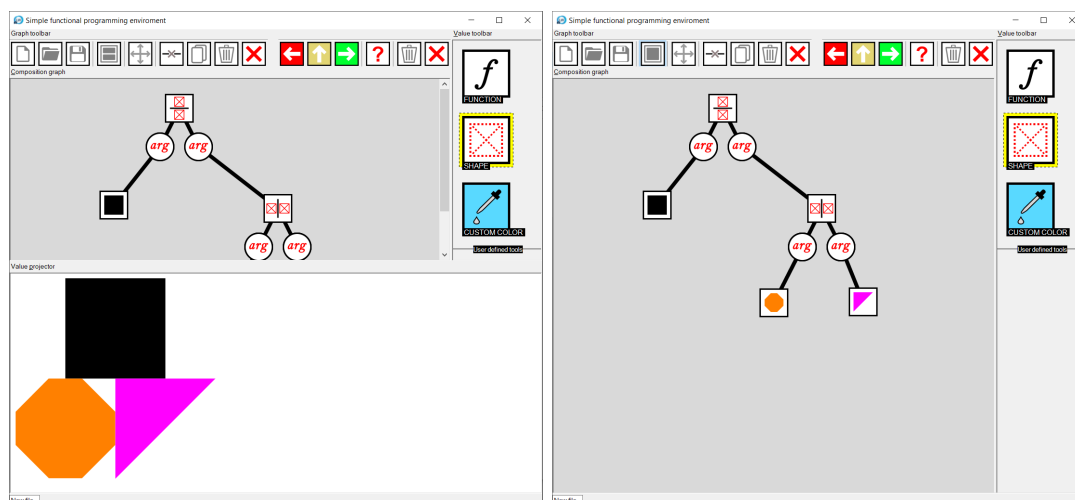 Simple functional programming enviroment
Graph toolbar
Value toolbar
?
Composition graph
f
FUNCTION
arg arg
SHAPE
arg arg
CUSTOM COLOR
User defined tools
Value projector
Simple functional programming enviroment
Graph toolbar
Value toolbar
?
Composition graph
f
FUNCTION
arg arg
SHAPE
arg arg
CUSTOM COLOR
User defined tools